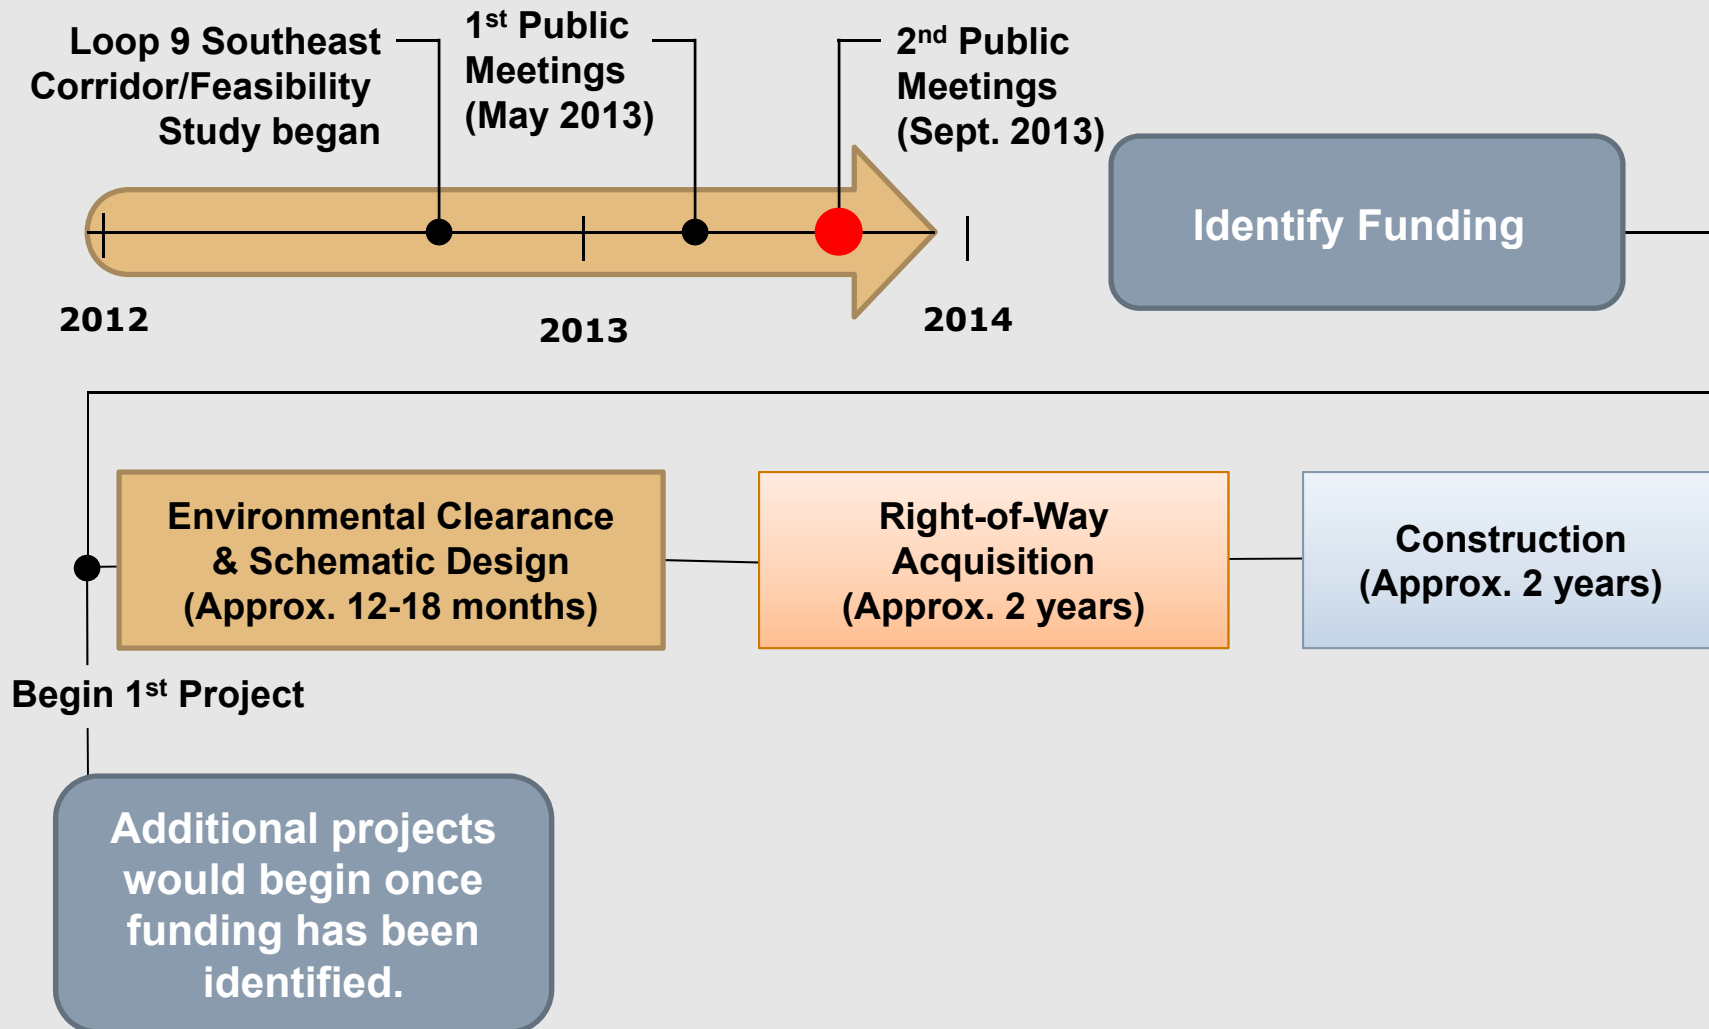 Loop 9 Southeast
Corridor/Feasibility
Study began
1st Public
Meetings
(May 2013)
2nd Public
Meetings
(Sept. 2013)
Identify Funding
2012
2013
2014
Environmental Clearance
& Schematic Design
(Approx. 12-18 months)
Right-of-Way
Acquisition
(Approx. 2 years)
Construction
(Approx. 2 years)
Begin 1st Project
Additional projects
would begin once
funding has been
identified.